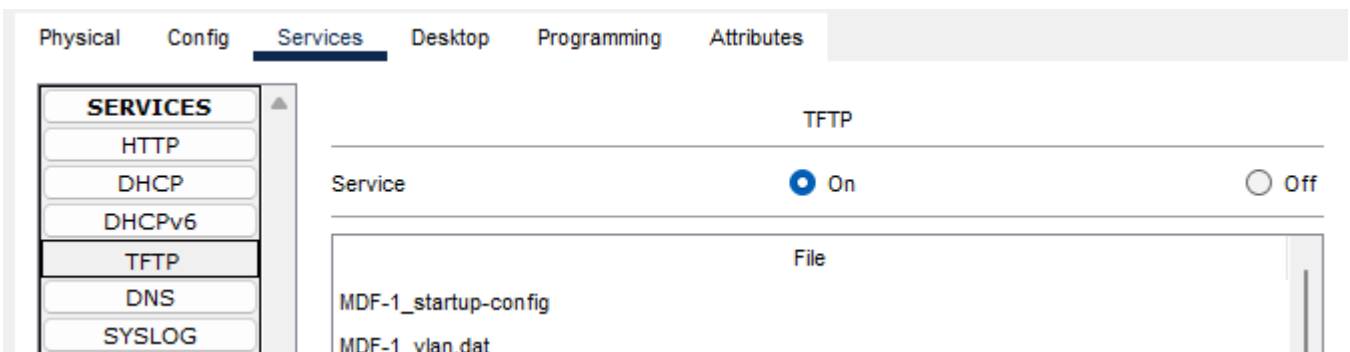 Physical Config Services Desktop Programming Attributes
SERVICES
HTTP
DHCP
DHCPv6
TFTP
DNS
SYSLOG
TFTP
Service On Off
File
MDF-1_startup-config
MDF-1_vlan.dat